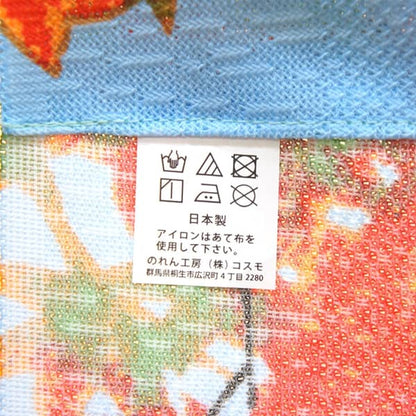 日本製
アイロンはあて布を
使用して下さい。
のれん工房（株）コスモ
群馬県桐生市広沢町４丁目2280